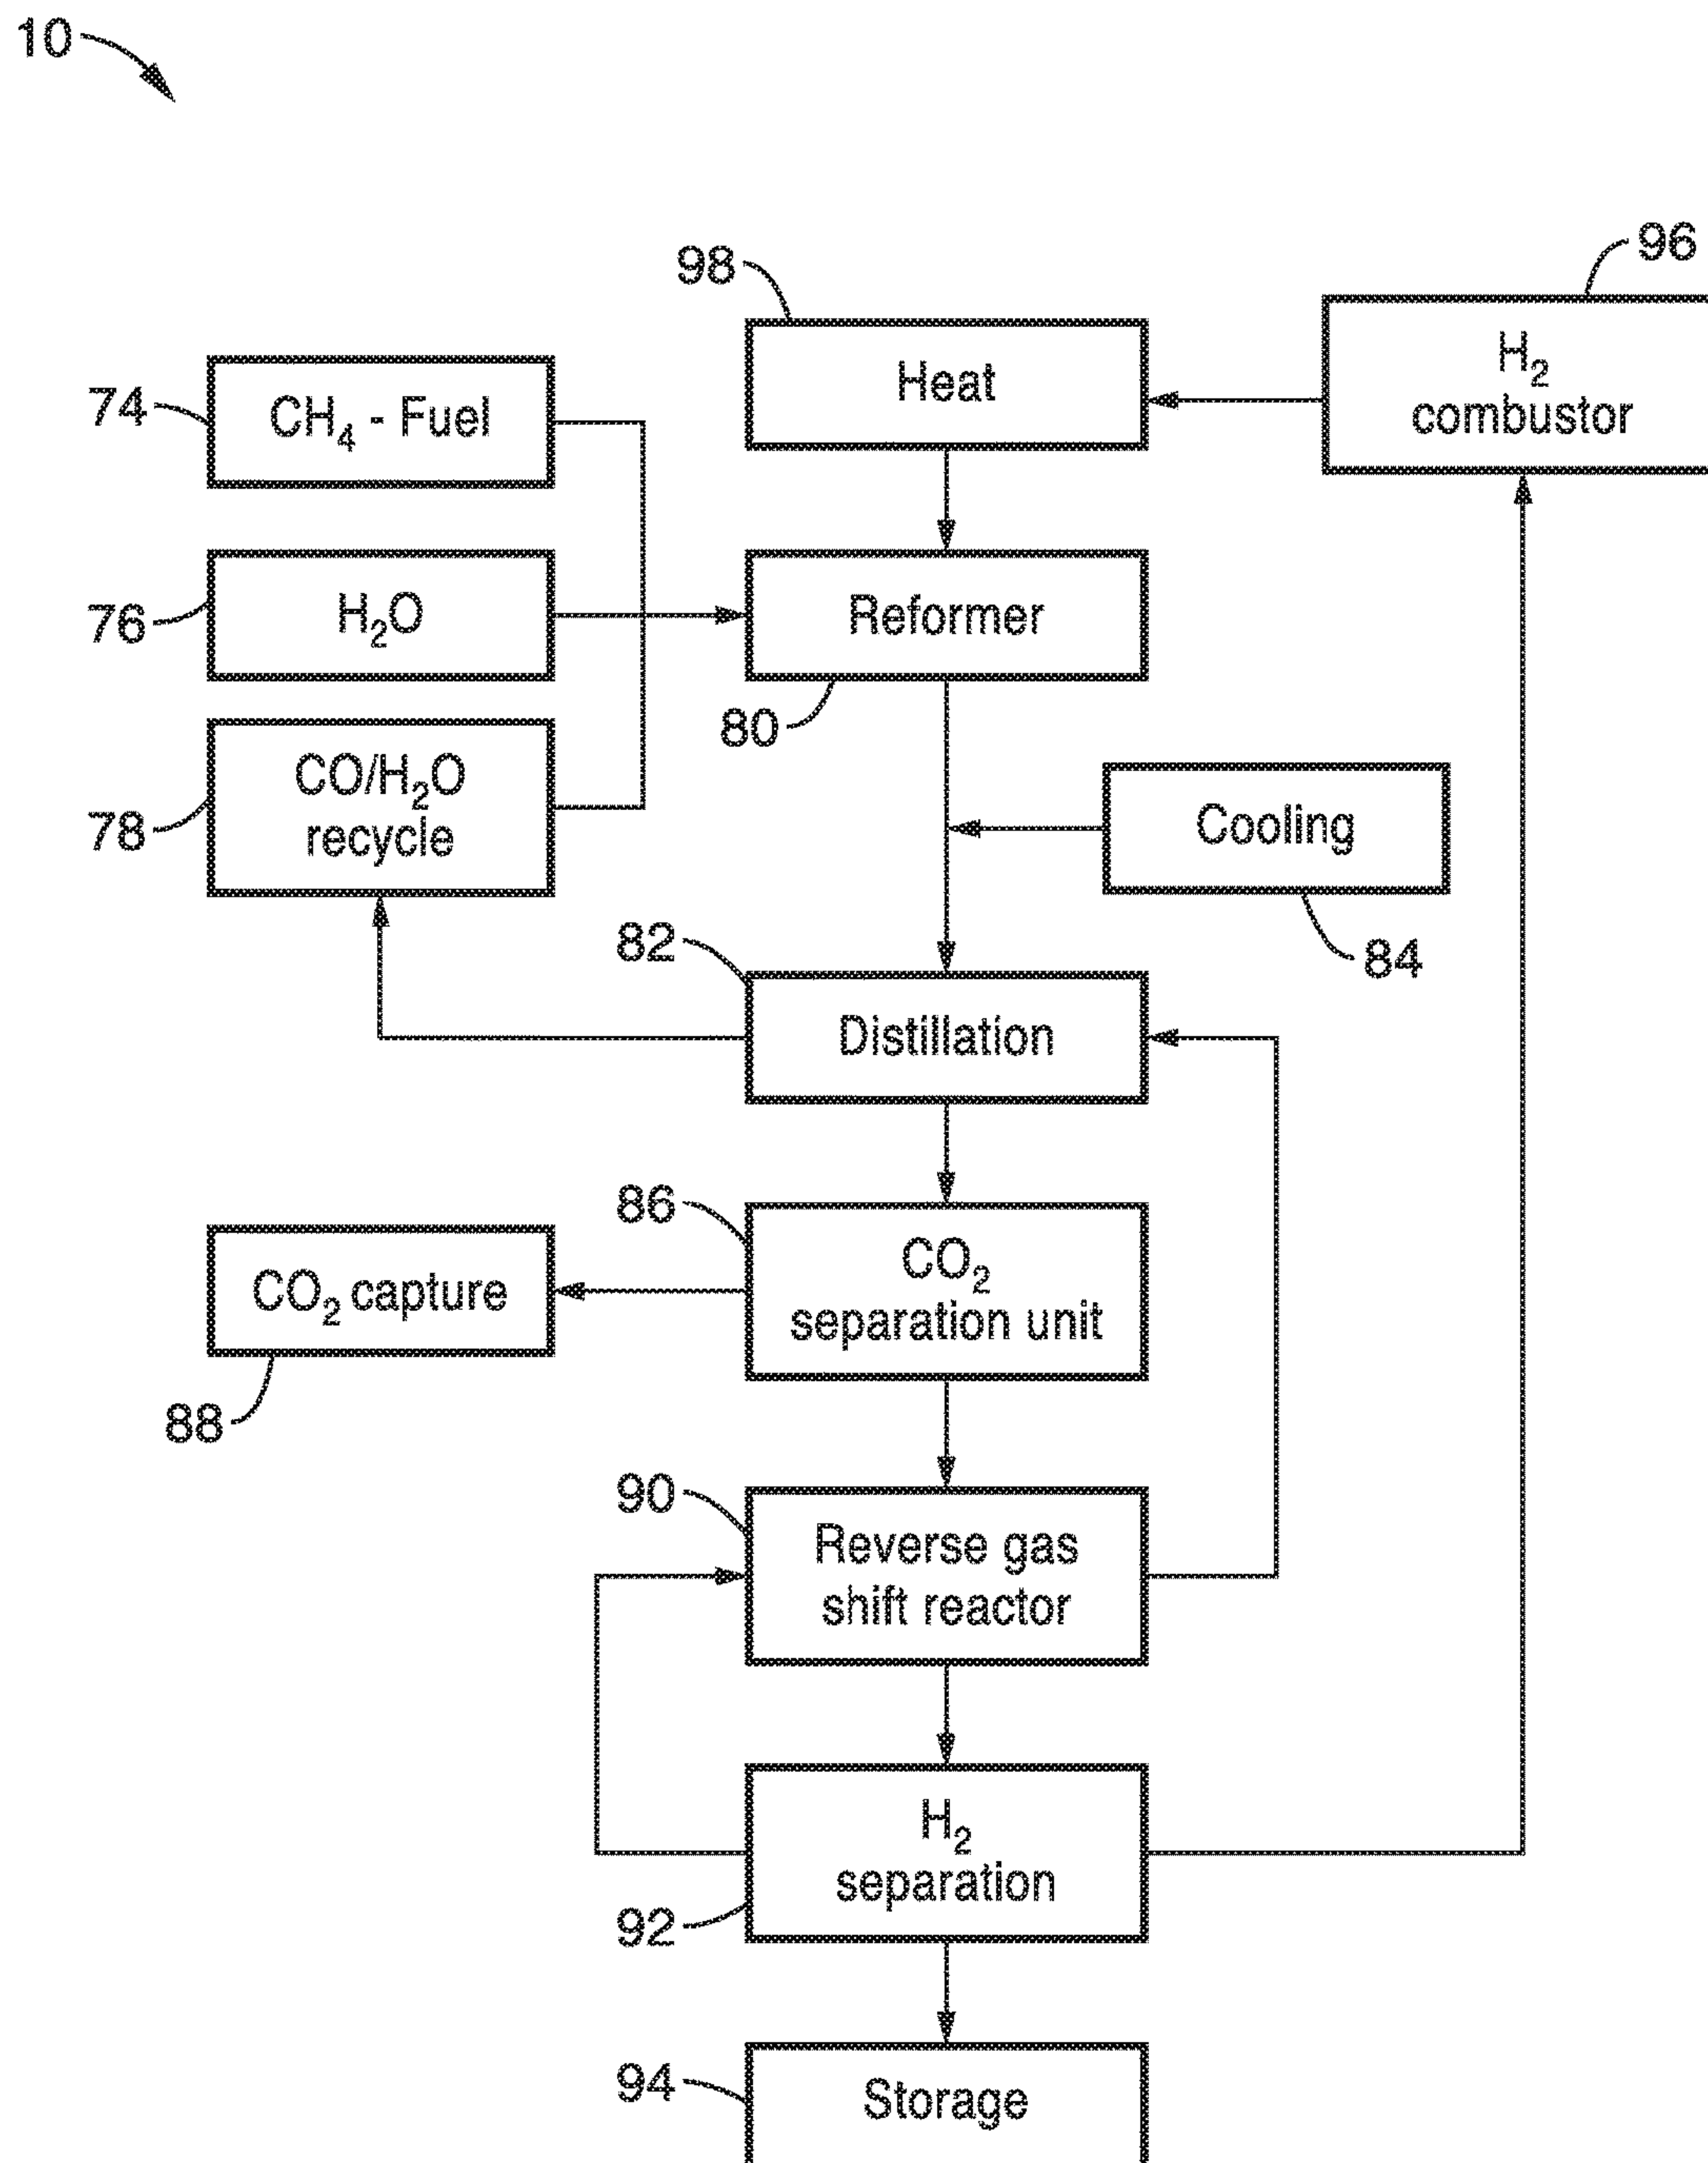 10
96
98
H₂
combustor
Heat
74
CH₄ - Fuel
76
H₂O
Reformer
80
78
CO/H₂O
recycle
Cooling
84
82
Distillation
86
CO₂
separation unit
CO₂ capture
88
90
Reverse gas
shift reactor
H₂
separation
92
94
Storage